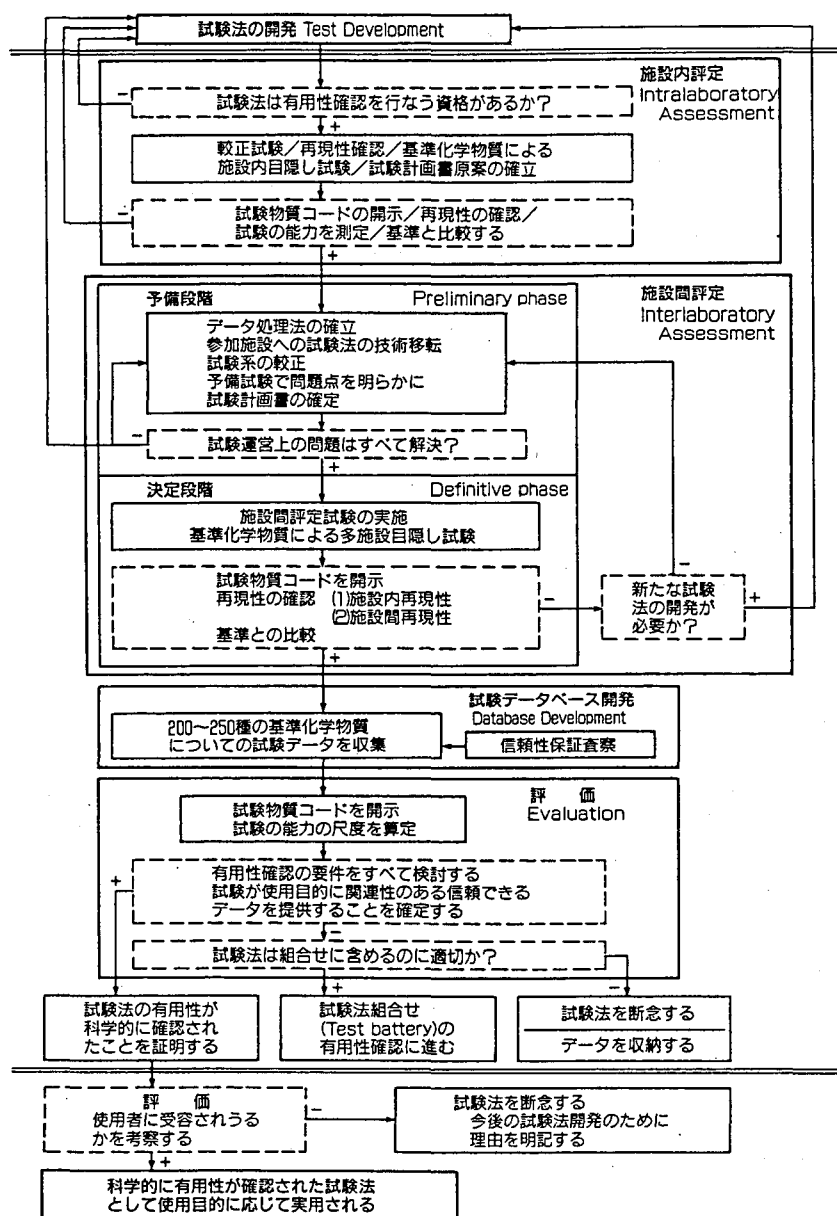 試験法の開発 Test Development
施設内評定
Intralaboratory
Assessment
−
試験法は有用性確認を行なう資格があるか?
+
較正試験/再現性確認/基準化学物質による
施設内目隠し試験/試験計画書原案の確立
−
試験物質コードの開示/再現性の確認/
試験の能力を測定/基準と比較する
+
施設間評定
Interlaboratory
Assessment
予備段階 Preliminary phase
データ処理法の確立
参加施設への試験法の技術移転
試験系の較正
予備試験で問題点を明らかに
試験計画書の確定
−
試験運営上の問題はすべて解決?
+
決定段階 Definitive phase
施設間評定試験の実施
基準化学物質による多施設目隠し試験
試験物質コードを開示
再現性の確認 (1)施設内再現性
(2)施設間再現性
基準との比較
−
+
新たな試験
法の開発が
必要か?
−
+
試験データベース開発
Database Development
200~250種の基準化学物質
についての試験データを収集
信頼性保証査察
評 価
Evaluation
試験物質コードを開示
試験の能力の尺度を算定
+
有用性確認の要件をすべて検討する
試験が使用目的に関連性のある信頼できる
データを提供することを確定する
−
試験法は組合せに含めるのに適切か?
+
−
試験法の有用性が
科学的に確認され
たことを証明する
試験法組合せ
(Test battery)の
有用性確認に進む
試験法を断念する
データを収納する
評 価
使用者に受容されうる
かを考察する
−
+
試験法を断念する
今後の試験法開発のために
理由を明記する
科学的に有用性が確認された試験法
として使用目的に応じて実用される